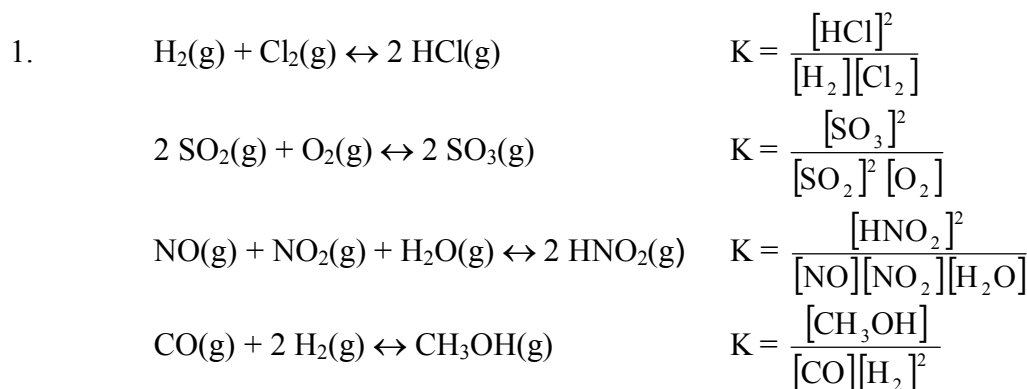 1. H₂(g) + Cl₂(g) ↔ 2 HCl(g) K = [HCl]² / [H₂][Cl₂]
2 SO₂(g) + O₂(g) ↔ 2 SO₃(g) K = [SO₃]² / [SO₂]² [O₂]
NO(g) + NO₂(g) + H₂O(g) ↔ 2 HNO₂(g) K = [HNO₂]² / [NO][NO₂][H₂O]
CO(g) + 2 H₂(g) ↔ CH₃OH(g) K = [CH₃OH] / [CO][H₂]²